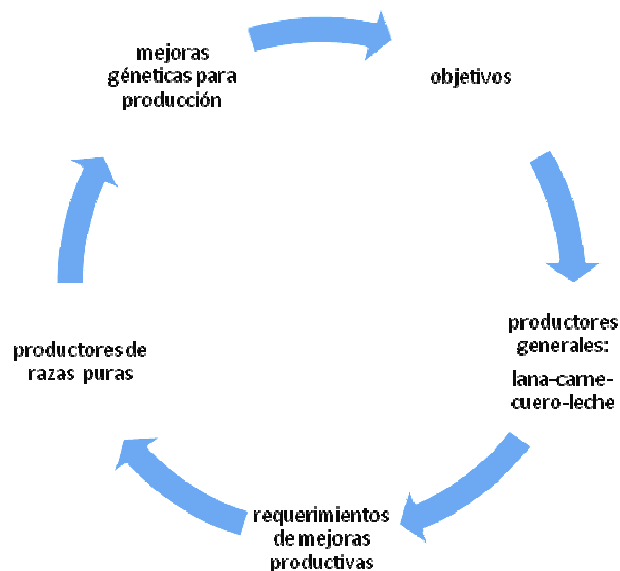 mejoras
géneticas para
producción
objetivos
productores
generales:
lana-carne-
cuero-leche
requerimientos
de mejoras
productivas
productores de
razas puras